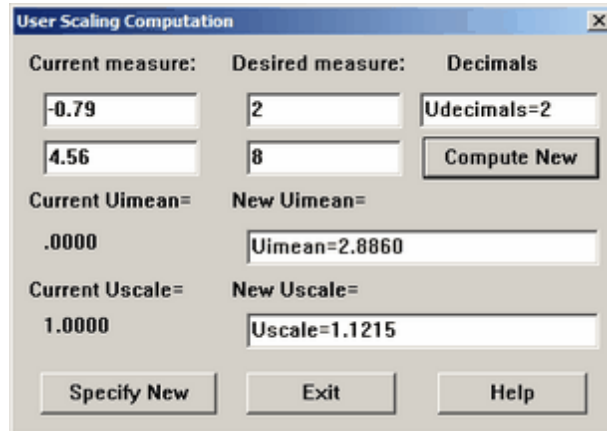 User Scaling Computation
Current measure: Desired measure: Decimals
-0.79 2 Udecimals=2
4.56 8 Compute New
Current Uimean= New Uimean=
.0000 Uimean=2.8860
Current Uscale= New Uscale=
1.0000 Uscale=1.1215
Specify New Exit Help